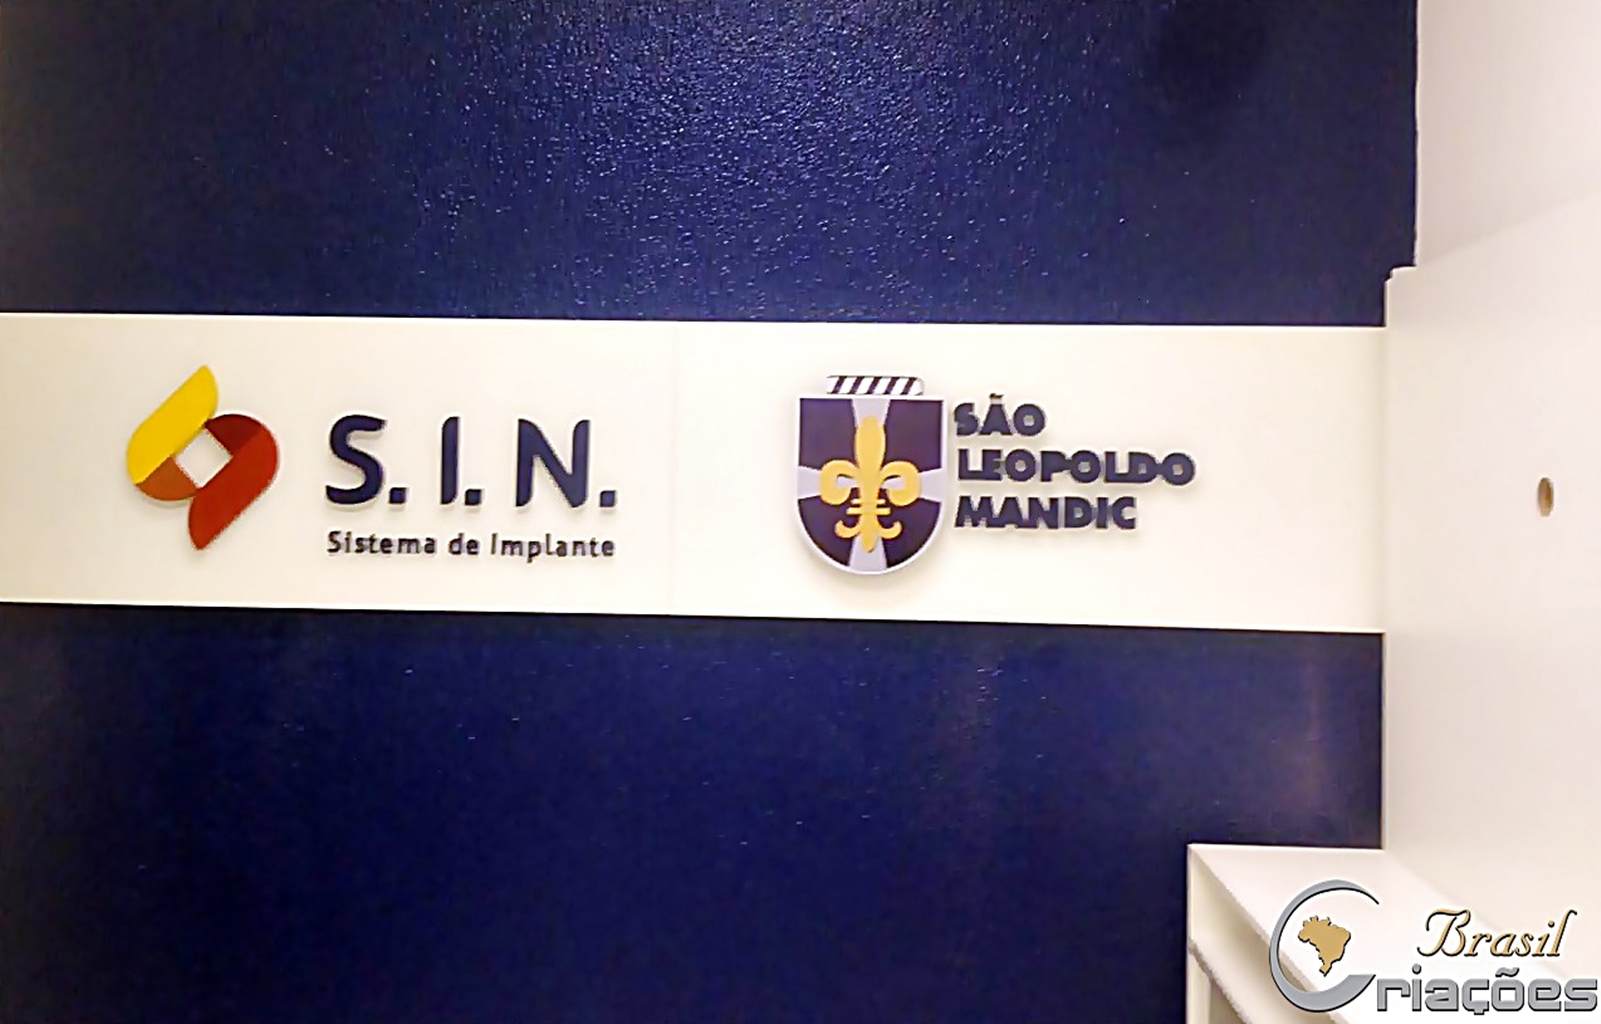 S.I.N.
Sistema de Implante
SÃO
LEOPOLDO
MANDIC
Brasil
Criações